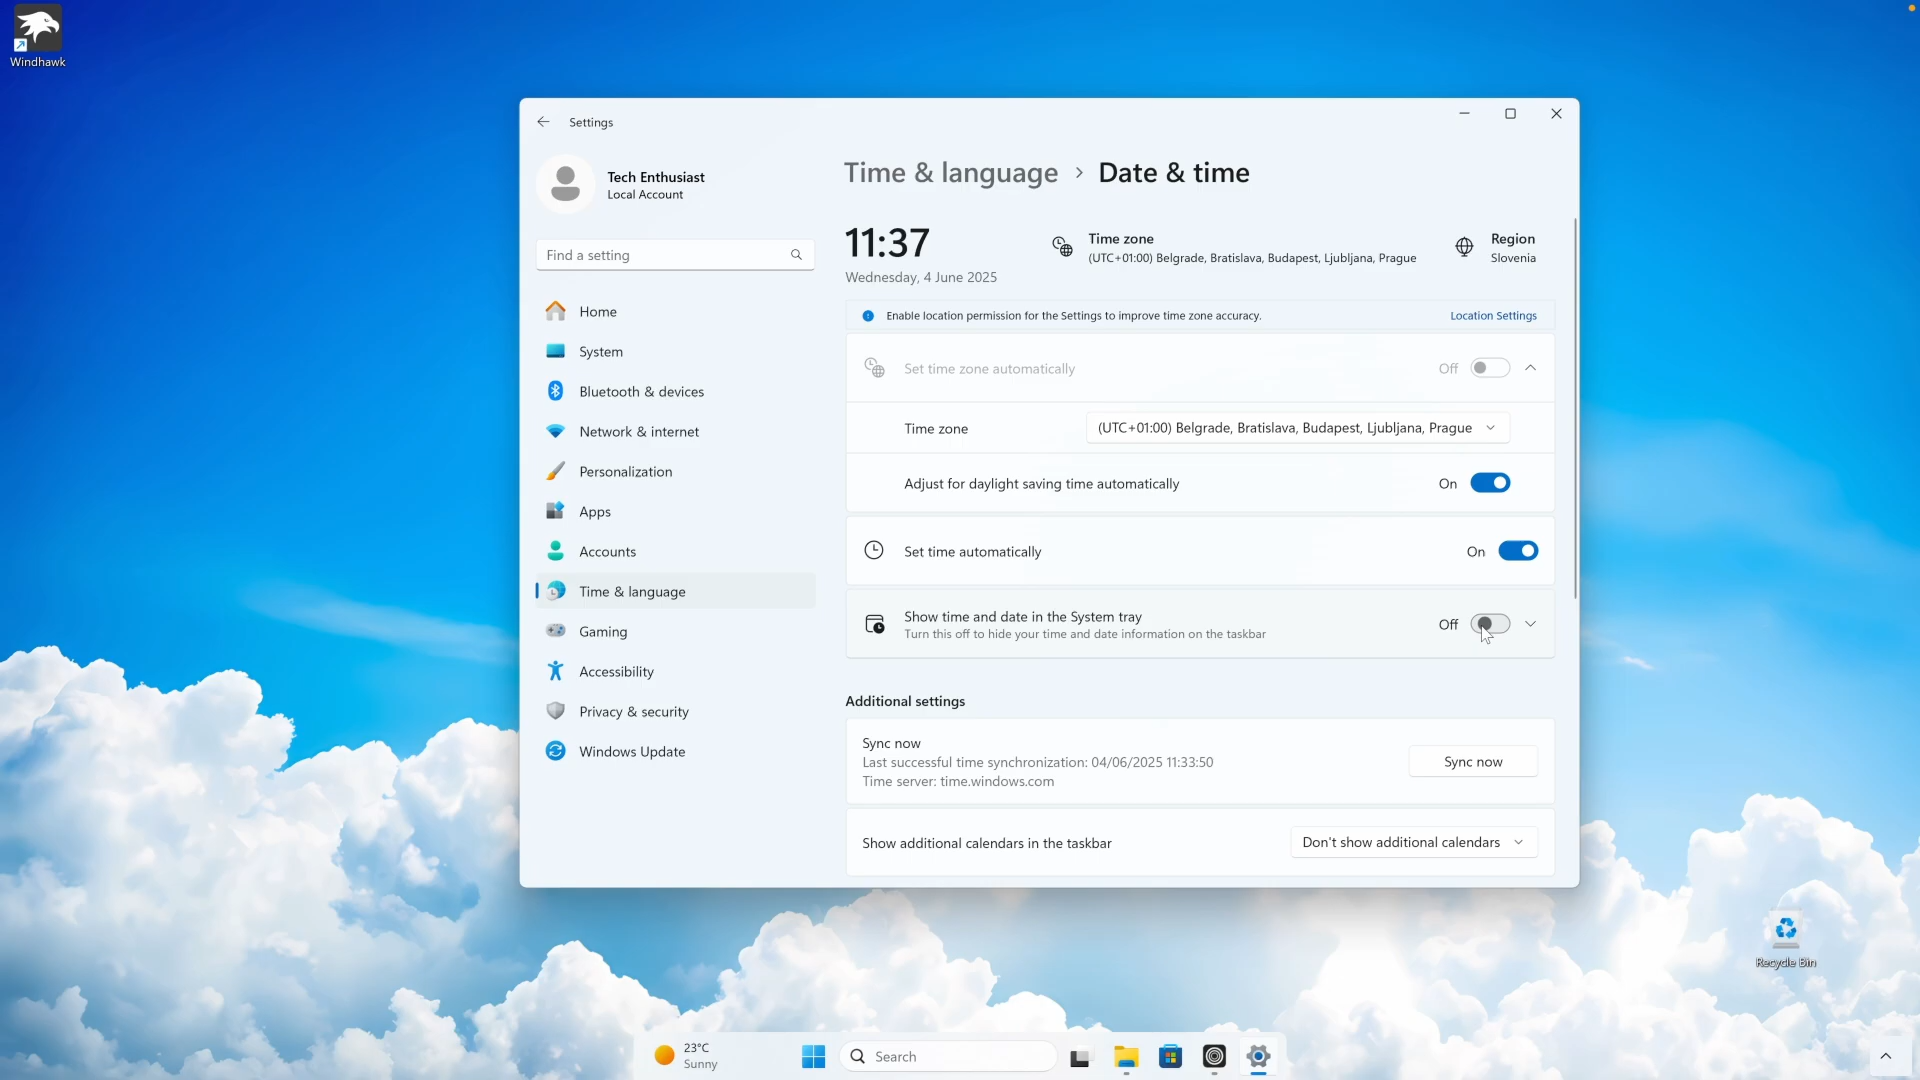 Windhawk
Settings
Tech Enthusiast
Local Account
Find a setting
Home
System
Bluetooth & devices
Network & internet
Personalization
Apps
Accounts
Time & language
Gaming
Accessibility
Privacy & security
Windows Update
Time & language > Date & time
11:37
Wednesday, 4 June 2025
Time zone
(UTC+01:00) Belgrade, Bratislava, Budapest, Ljubljana, Prague
Region
Slovenia
Enable location permission for the Settings to improve time zone accuracy.
Location Settings
Set time zone automatically
Off
Time zone
(UTC+01:00) Belgrade, Bratislava, Budapest, Ljubljana, Prague
Adjust for daylight saving time automatically
On
Set time automatically
On
Show time and date in the System tray
Turn this off to hide your time and date information on the taskbar
Off
Additional settings
Sync now
Last successful time synchronization: 04/06/2025 11:33:50
Time server: time.windows.com
Sync now
Show additional calendars in the taskbar
Don't show additional calendars
Recycle Bin
23°C
Sunny
Search